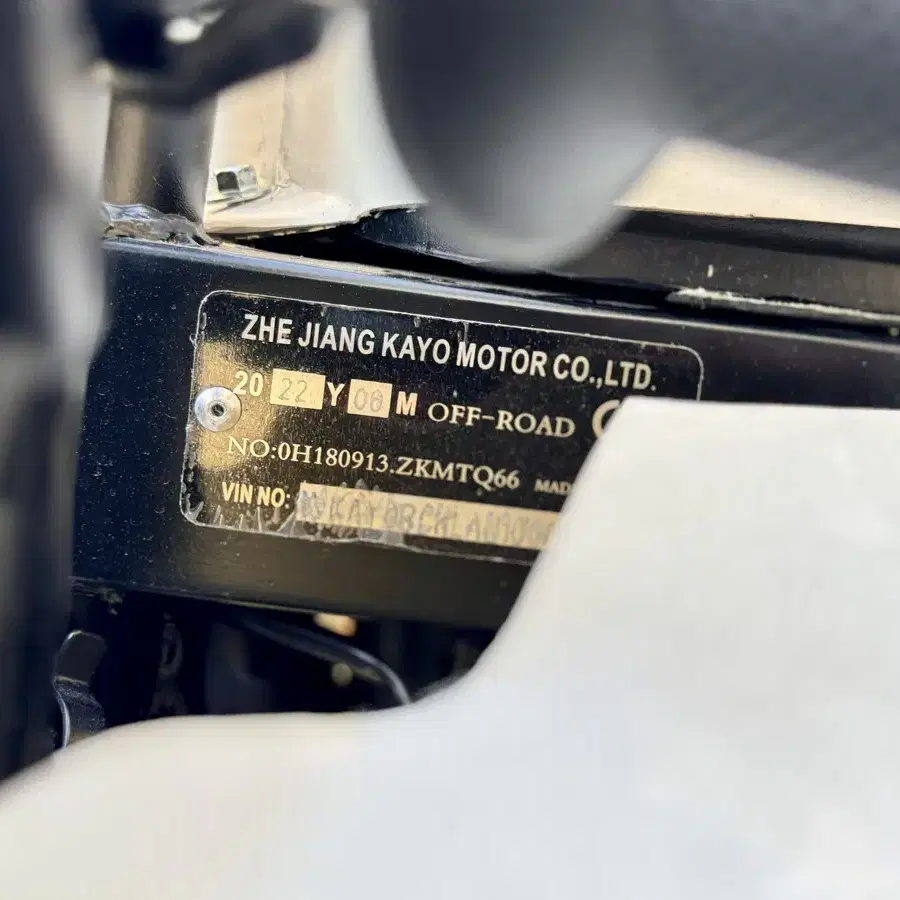 ZHE JIANG KAYO MOTOR CO.,LTD.
20 22 Y 06 M OFF-ROAD
NO:0H180913.ZKMTQ66
VIN NO: